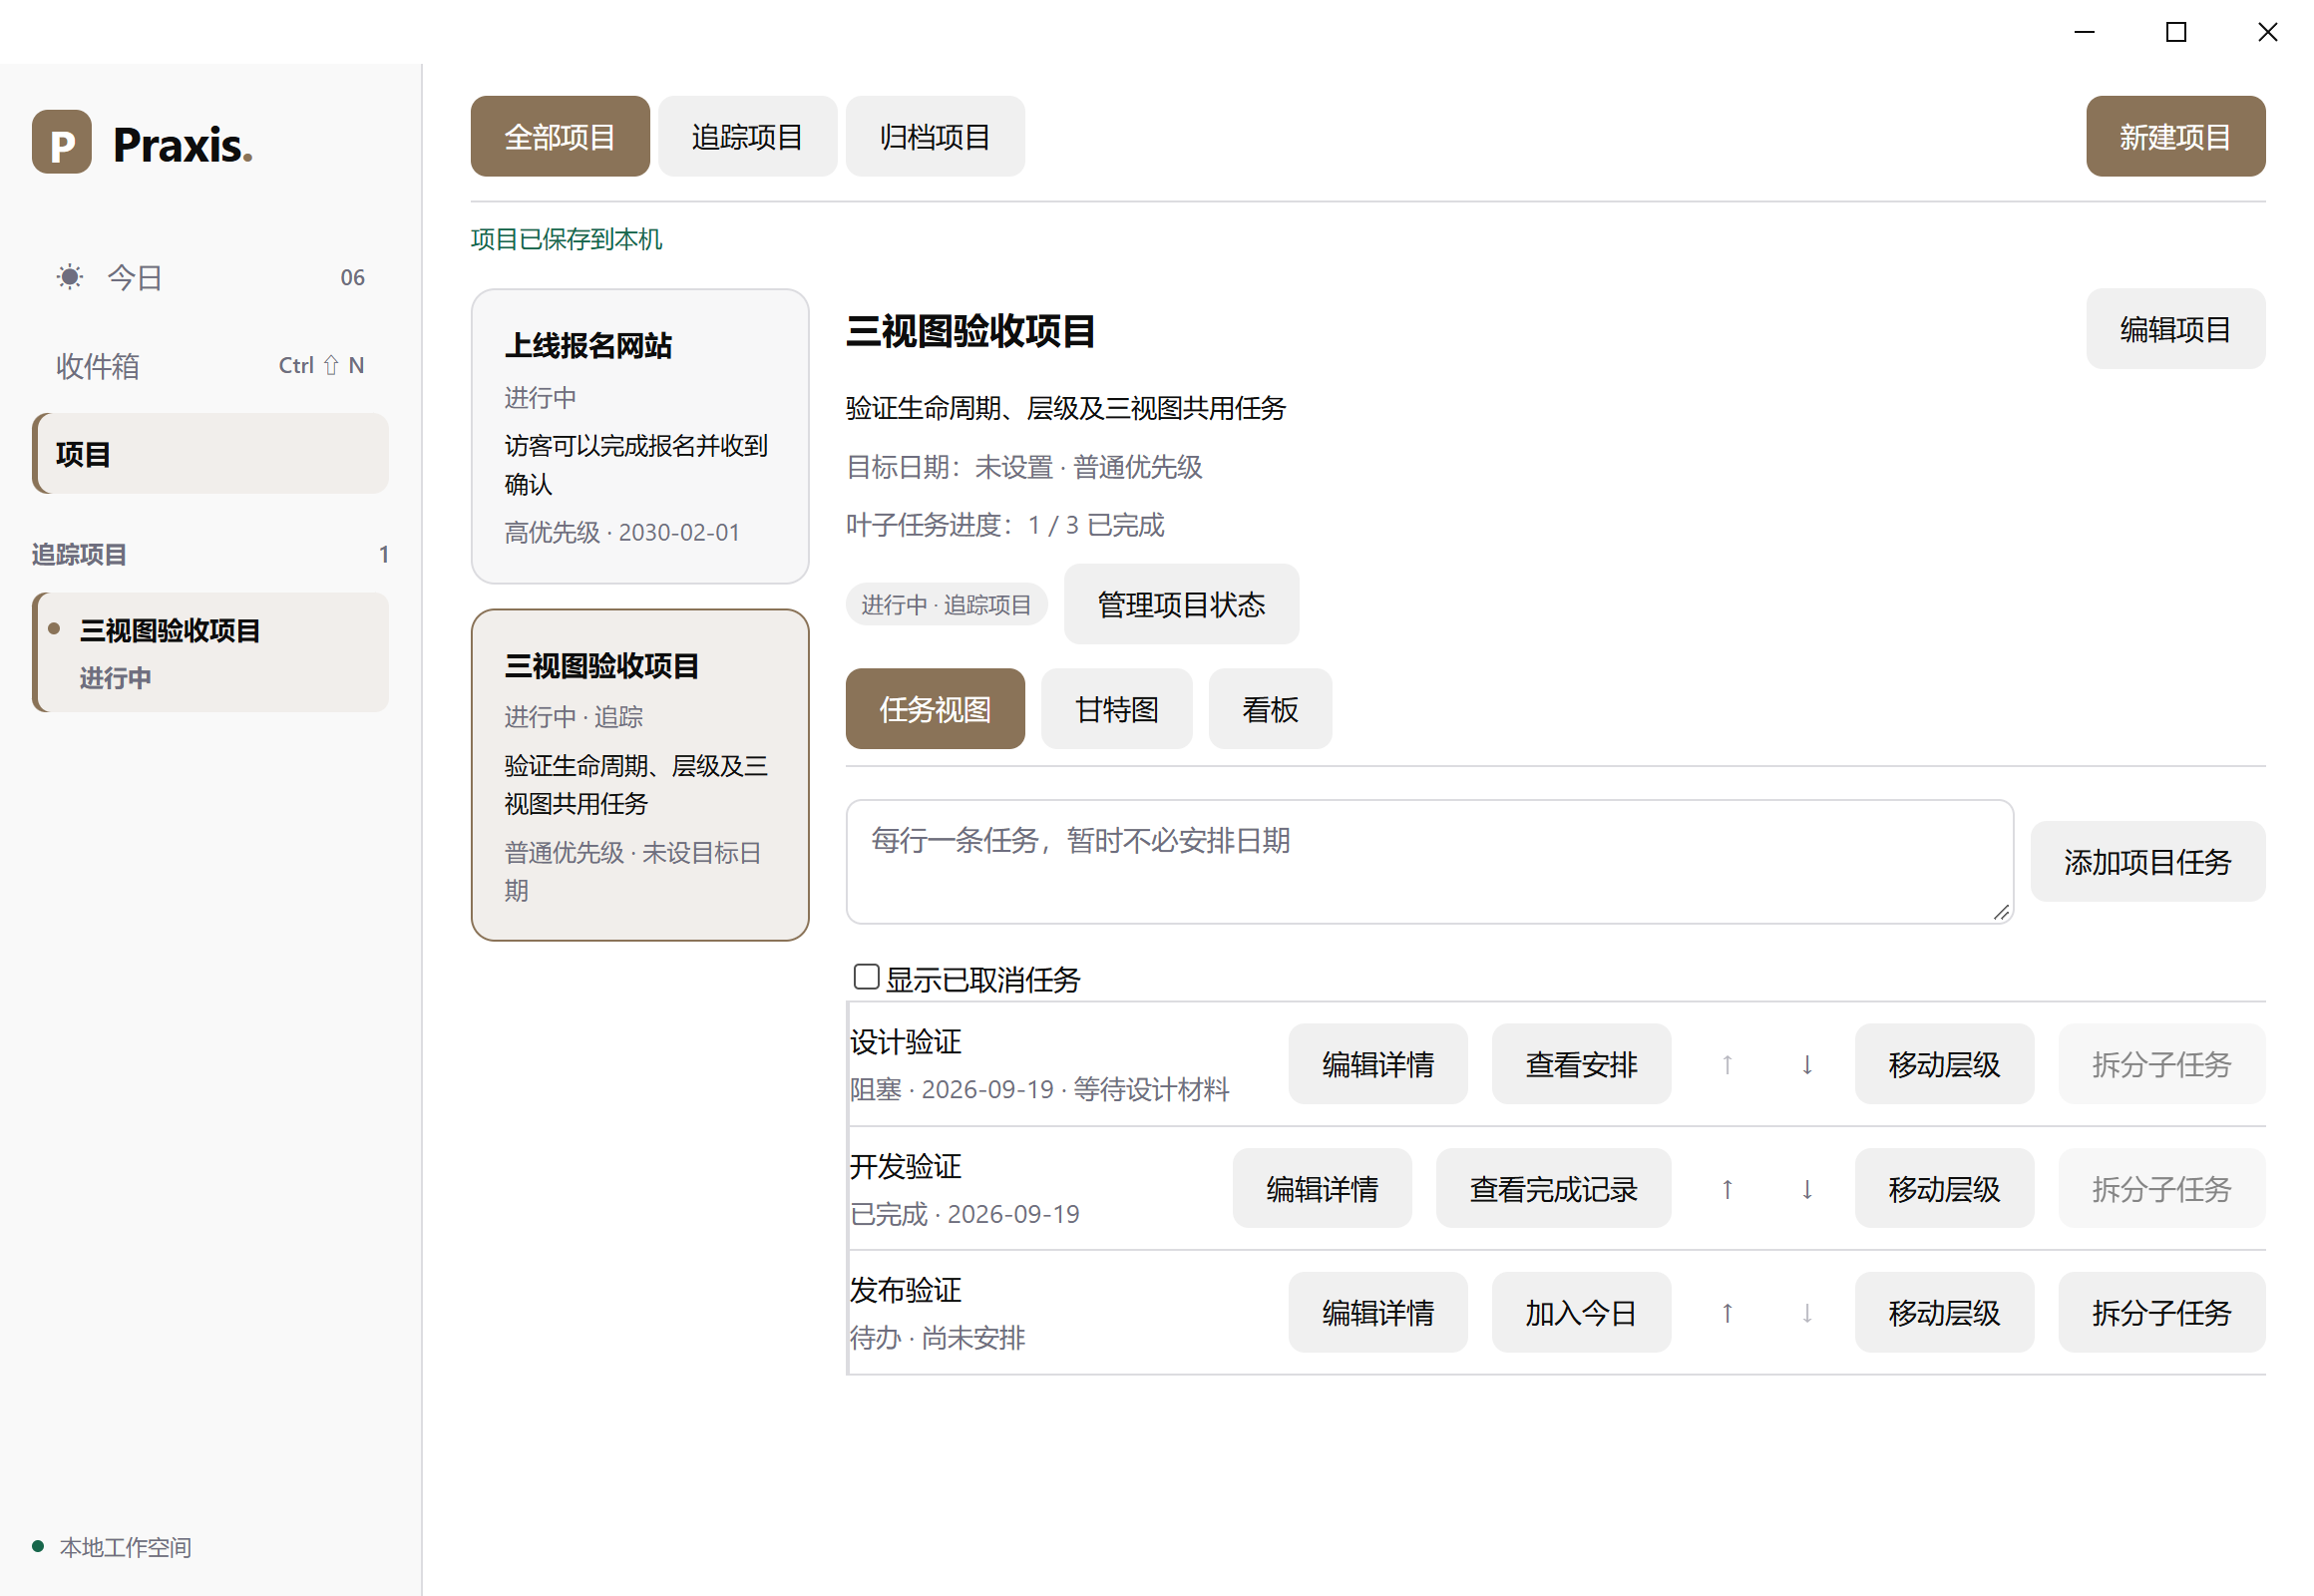 P Praxis.
今日 06
收件箱 Ctrl ⇧ N
项目
追踪项目 1
三视图验收项目
进行中
本地工作空间
全部项目 追踪项目 归档项目 新建项目
项目已保存到本机
上线报名网站
进行中
访客可以完成报名并收到
确认
高优先级 · 2030-02-01
三视图验收项目
进行中 · 追踪
验证生命周期、层级及三
视图共用任务
普通优先级 · 未设目标日
期
三视图验收项目 编辑项目
验证生命周期、层级及三视图共用任务
目标日期：未设置 · 普通优先级
叶子任务进度：1 / 3 已完成
进行中 · 追踪项目 管理项目状态
任务视图 甘特图 看板
每行一条任务，暂时不必安排日期 添加项目任务
显示已取消任务
设计验证
阻塞 · 2026-09-19 · 等待设计材料
编辑详情 查看安排 ↑ ↓ 移动层级 拆分子任务
开发验证
已完成 · 2026-09-19
编辑详情 查看完成记录 ↑ ↓ 移动层级 拆分子任务
发布验证
待办 · 尚未安排
编辑详情 加入今日 ↑ ↓ 移动层级 拆分子任务